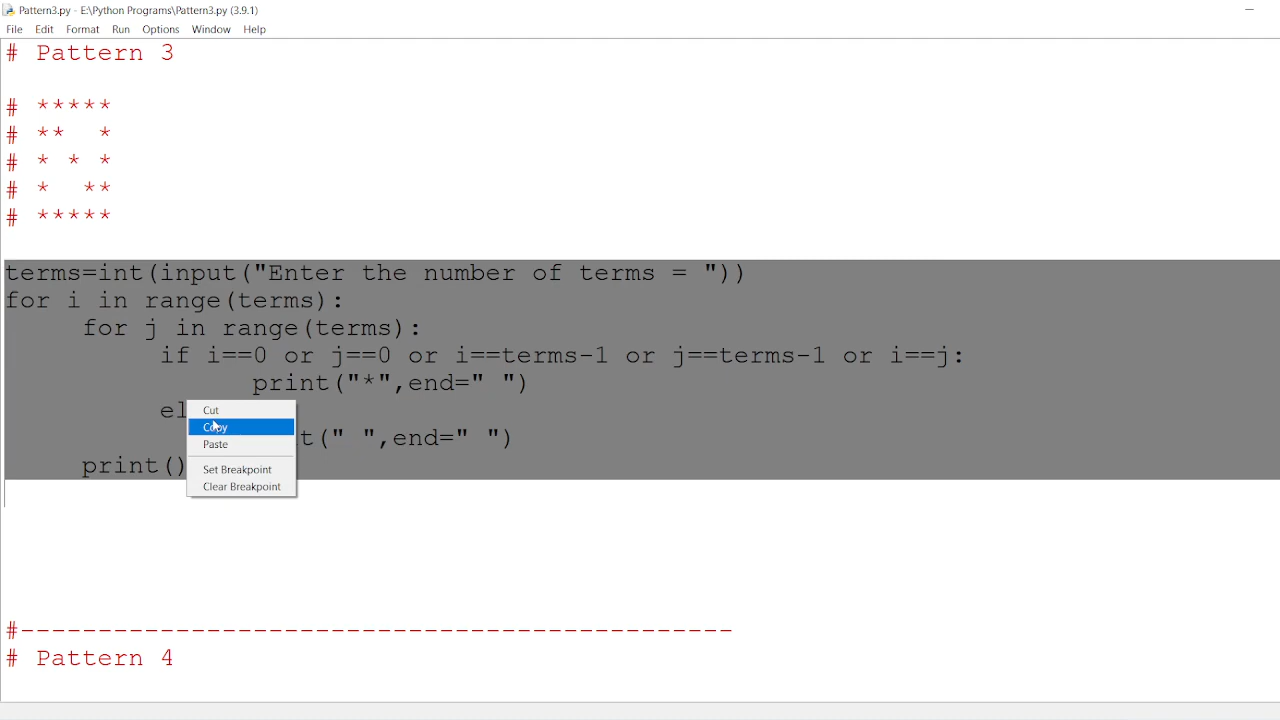 Pattern3.py - E:\Python Programs\Pattern3.py (3.9.1)
File Edit Format Run Options Window Help
# Pattern 3
# *****
# **  *
# * * *
# *  **
# *****
terms=int(input("Enter the number of terms = "))
for i in range(terms):
for j in range(terms):
if i==0 or j==0 or i==terms-1 or j==terms-1 or i==j:
print("*",end=" ")
el
t(" ",end=" ")
print()
Cut
Copy
Paste
Set Breakpoint
Clear Breakpoint
#----------------------------------------------
# Pattern 4